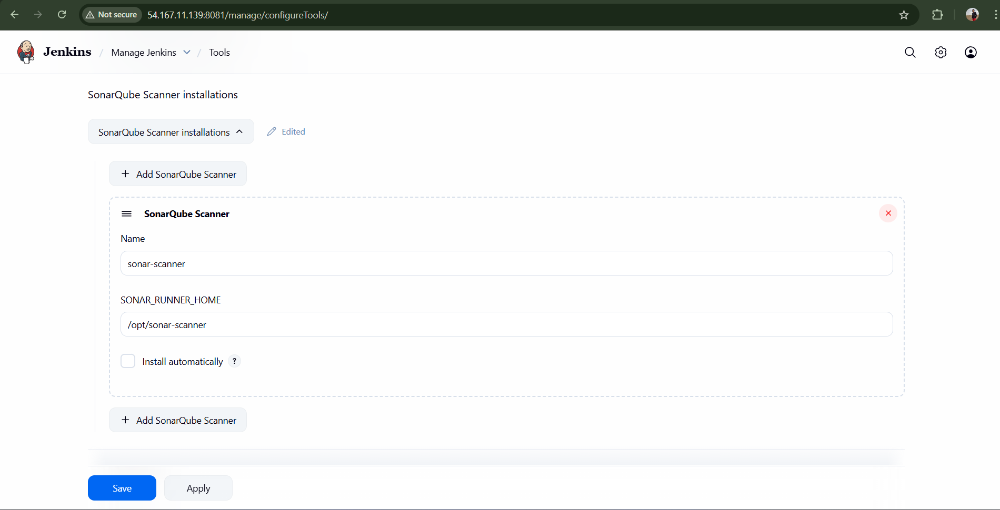 Not secure 54.167.11.139:8081/manage/configureTools/
Jenkins / Manage Jenkins / Tools
SonarQube Scanner installations
SonarQube Scanner installations Edited
+ Add SonarQube Scanner
SonarQube Scanner
Name
sonar-scanner
SONAR_RUNNER_HOME
/opt/sonar-scanner
Install automatically ?
+ Add SonarQube Scanner
Save Apply